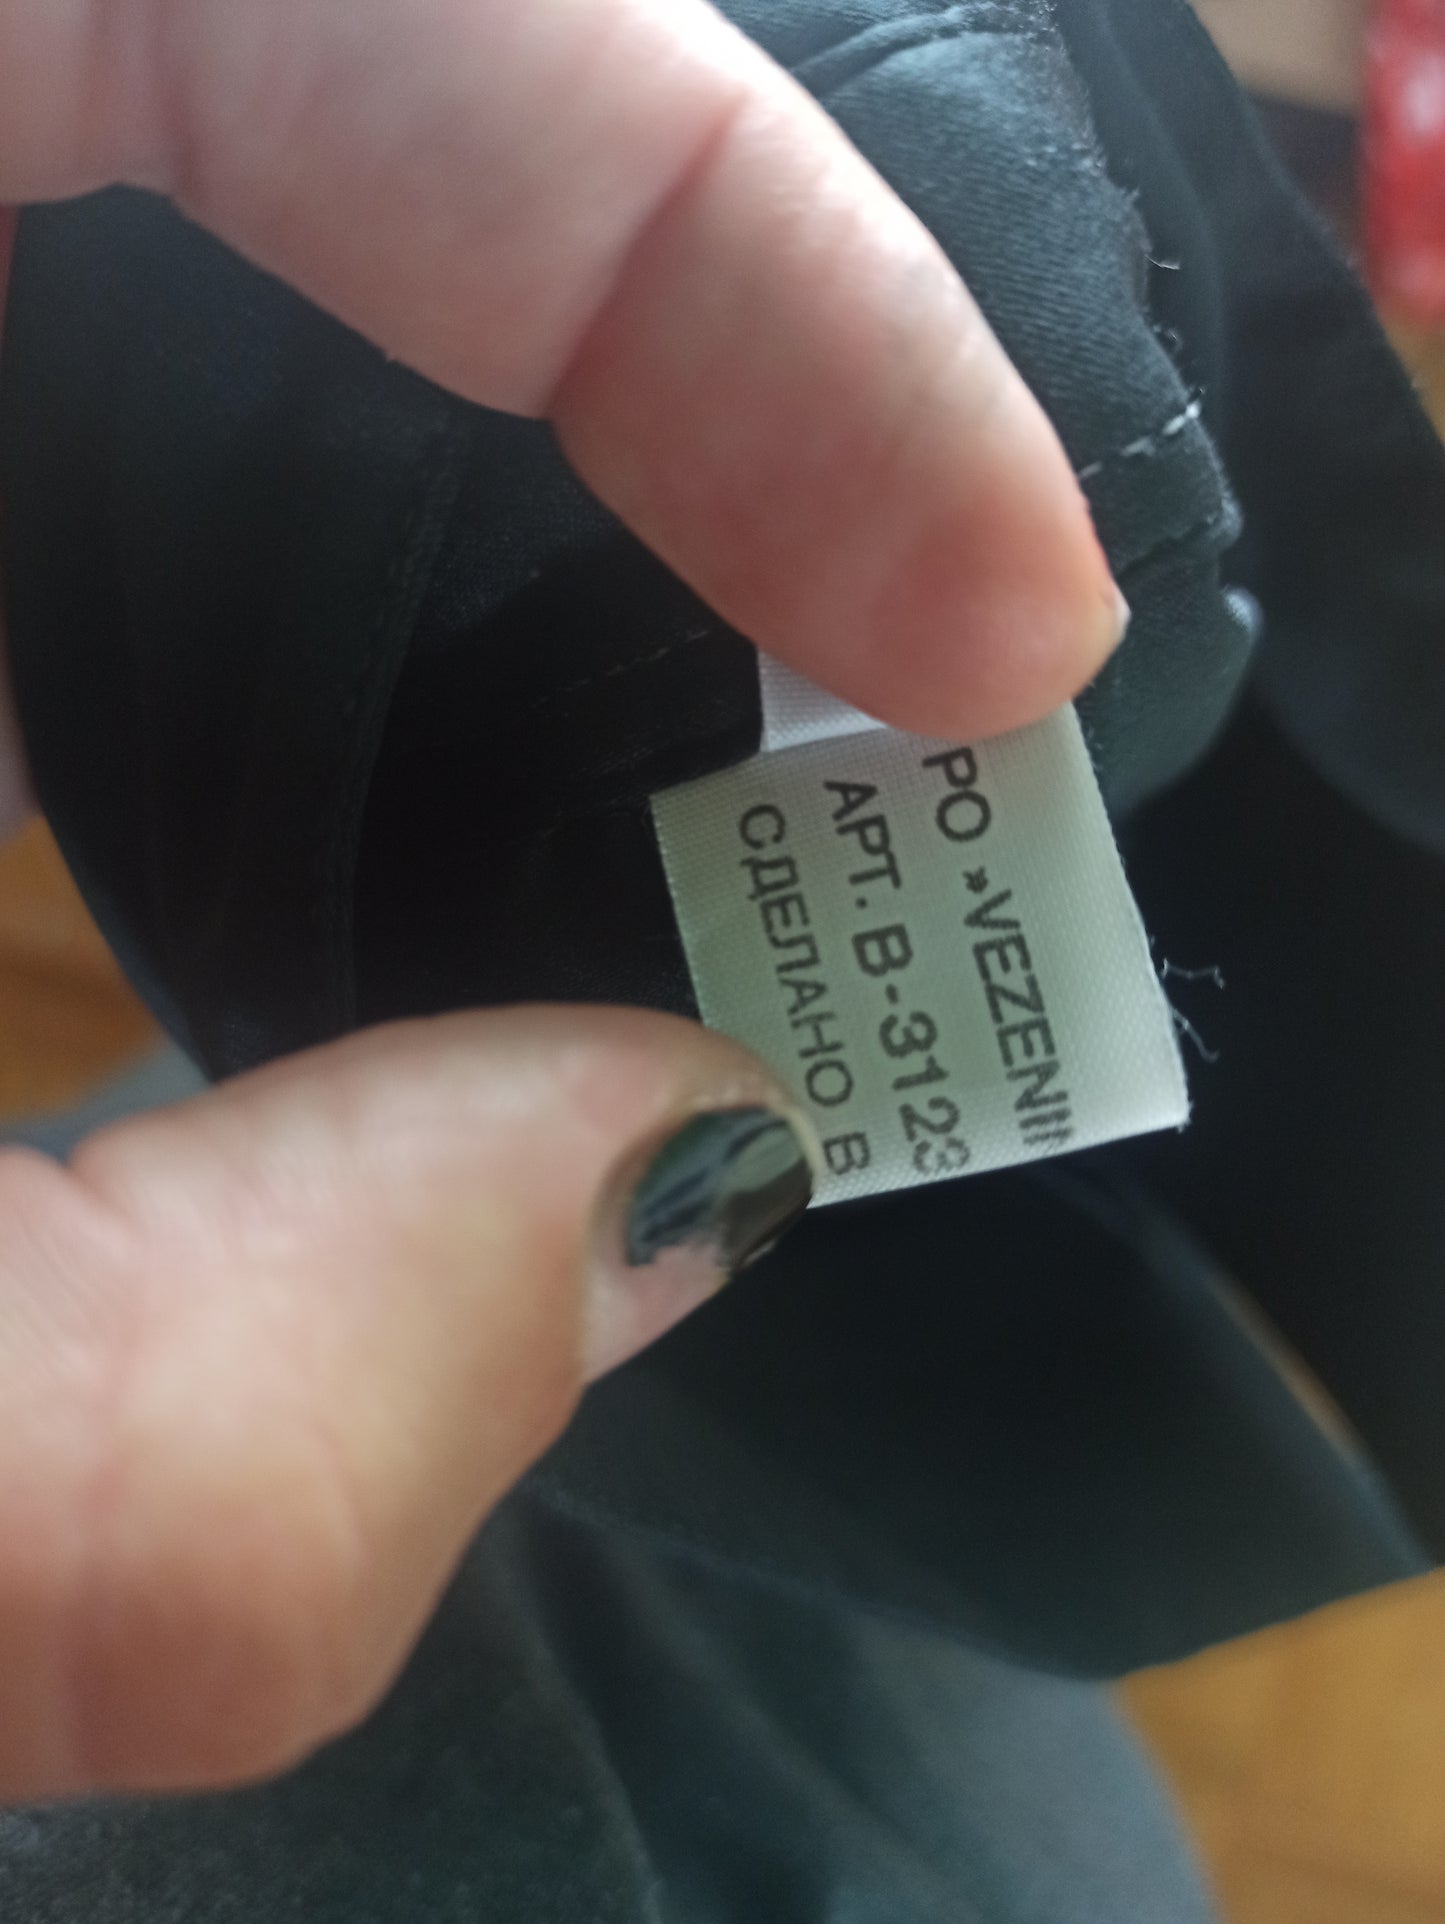 РО »VEZENI
АРТ. В-3123
СДЕЛАНО В